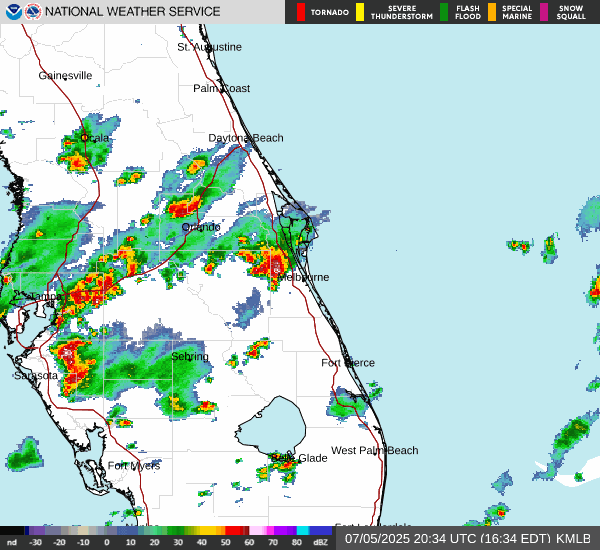 NATIONAL WEATHER SERVICE
TORNADO
SEVERE THUNDERSTORM
FLASH FLOOD
SPECIAL MARINE
SNOW SQUALL
St. Augustine
Gainesville
Palm Coast
Ocala
Daytona Beach
Orlando
Melbourne
Tampa
Sebring
Fort Pierce
Sarasota
West Palm Beach
Belle Glade
Fort Myers
Fort Lauderdale
nd -30 -20 -10 0 10 20 30 40 50 60 70 80 dBZ
07/05/2025 20:34 UTC (16:34 EDT) KMLB